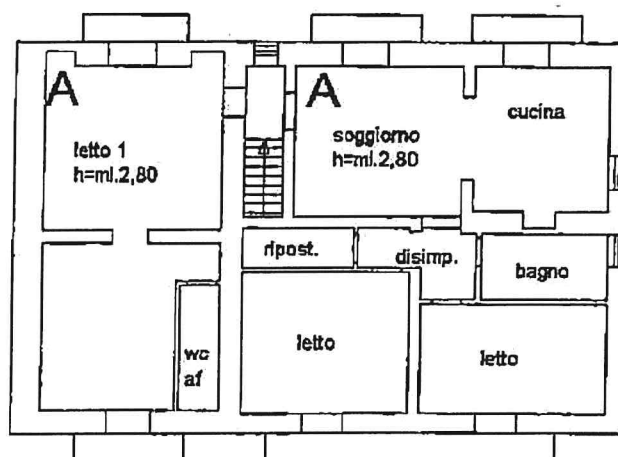 A
letto 1
h=ml.2,80
A
soggiorno
h=ml.2,80
cucina
ripost.
disimp.
bagno
wc
af
letto
letto